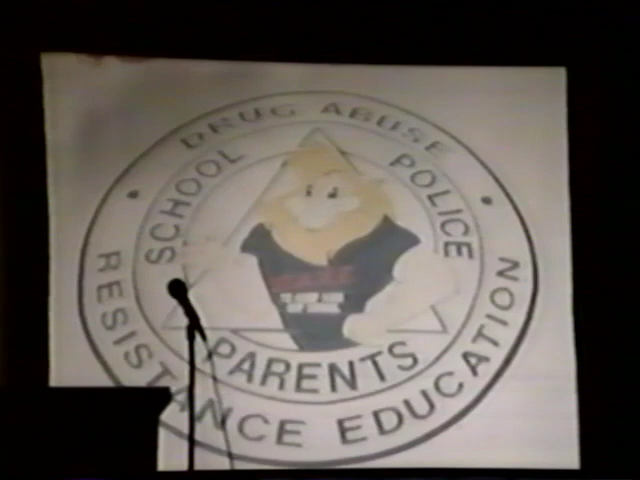 DRUG ABUSE
RESISTANCE EDUCATION
SCHOOL
POLICE
PARENTS